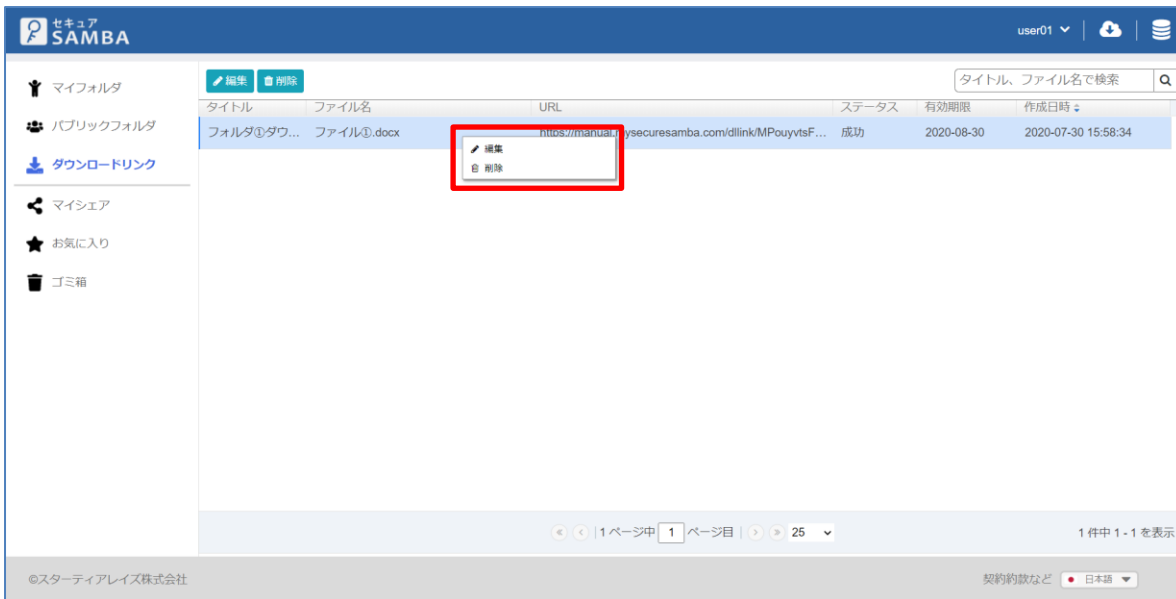 セキュア
SAMBA
user01
マイフォルダ
パブリックフォルダ
ダウンロードリンク
マイシェア
お気に入り
ゴミ箱
編集 削除
タイトル、ファイル名で検索
タイトル ファイル名 URL ステータス 有効期限 作成日時
フォルダ①ダウ... ファイル①.docx https://manual.mysecuresamba.com/dllink/MPouyvtsF... 成功 2020-08-30 2020-07-30 15:58:34
編集
削除
1 ページ中 1 ページ目 25
1 件中 1 - 1 を表示
©スターティアレイズ株式会社
契約約款など 日本語